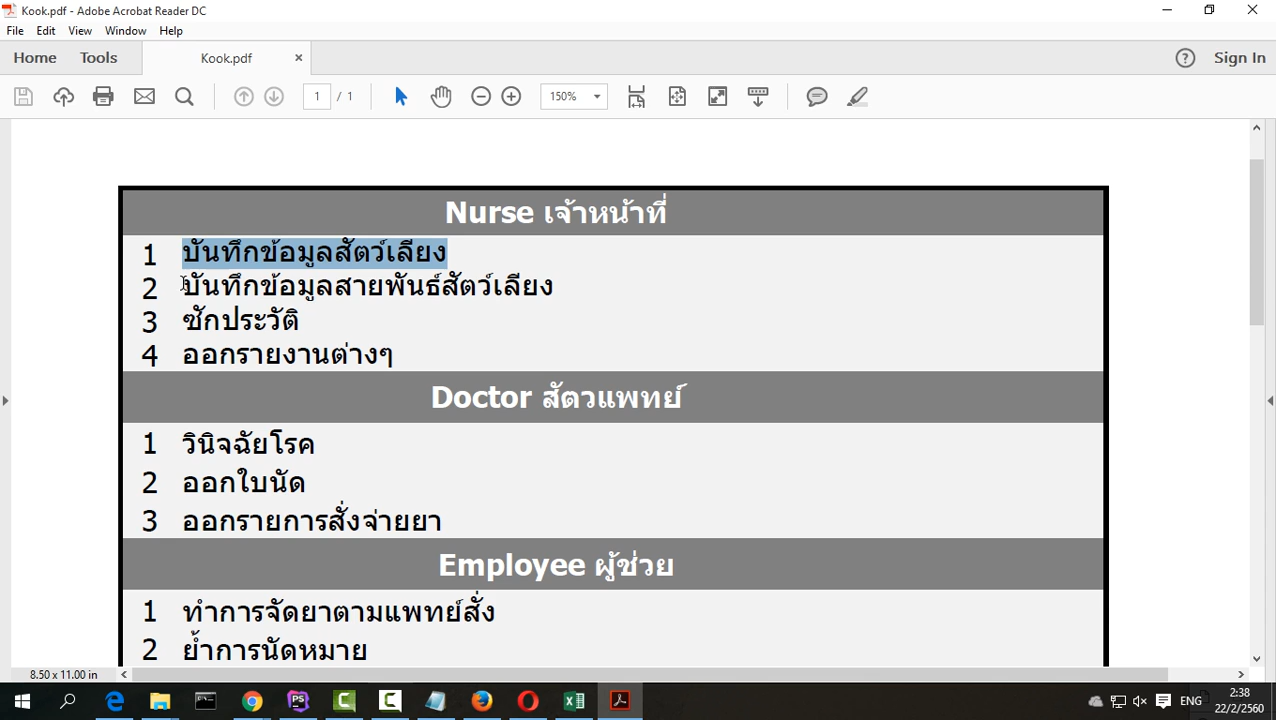 Kook.pdf - Adobe Acrobat Reader DC
File Edit View Window Help
Home Tools Kook.pdf × ? Sign In
1 / 1 150%
Nurse เจ้าหน้าที่
1 บันทึกข้อมูลสัตว์เลียง
2 บันทึกข้อมูลสายพันธ์สัตว์เลียง
3 ซักประวัติ
4 ออกรายงานต่างๆ
Doctor สัตวแพทย์
1 วินิจฉัยโรค
2 ออกใบนัด
3 ออกรายการสั่งจ่ายยา
Employee ผู้ช่วย
1 ทำการจัดยาตามแพทย์สั่ง
2 ย้ำการนัดหมาย
8.50 x 11.00 in
ENG 2:38
22/2/2560